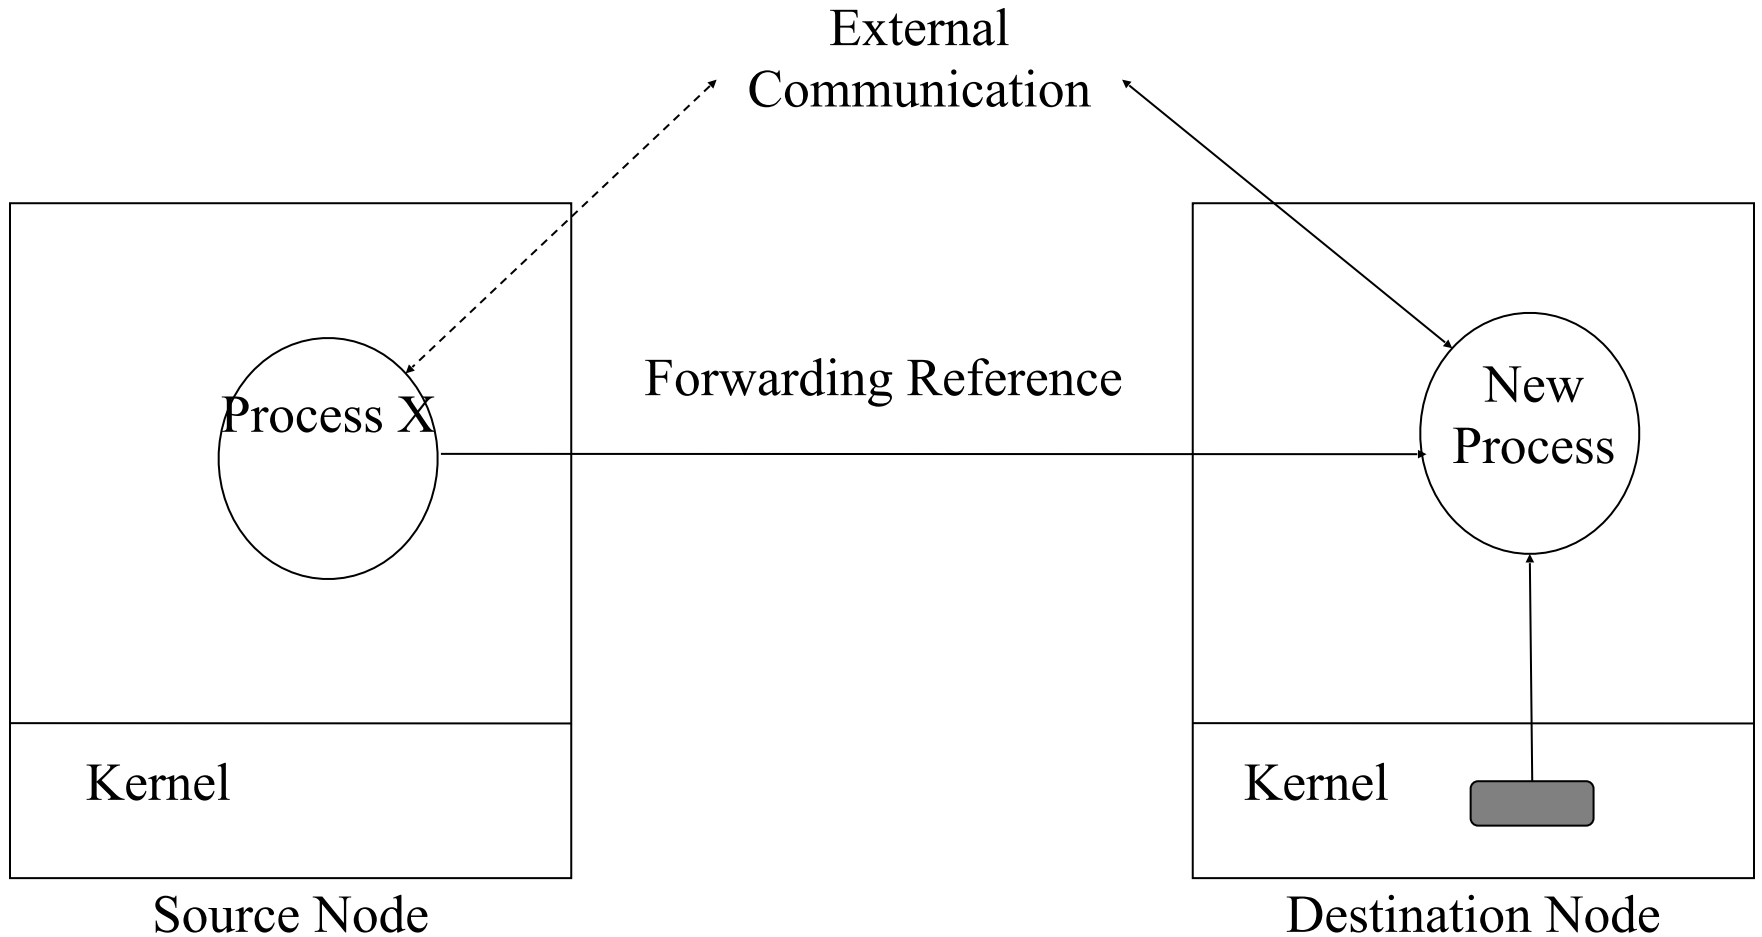 External
Communication
Forwarding Reference
Process X
New
Process
Kernel
Kernel
Source Node
Destination Node